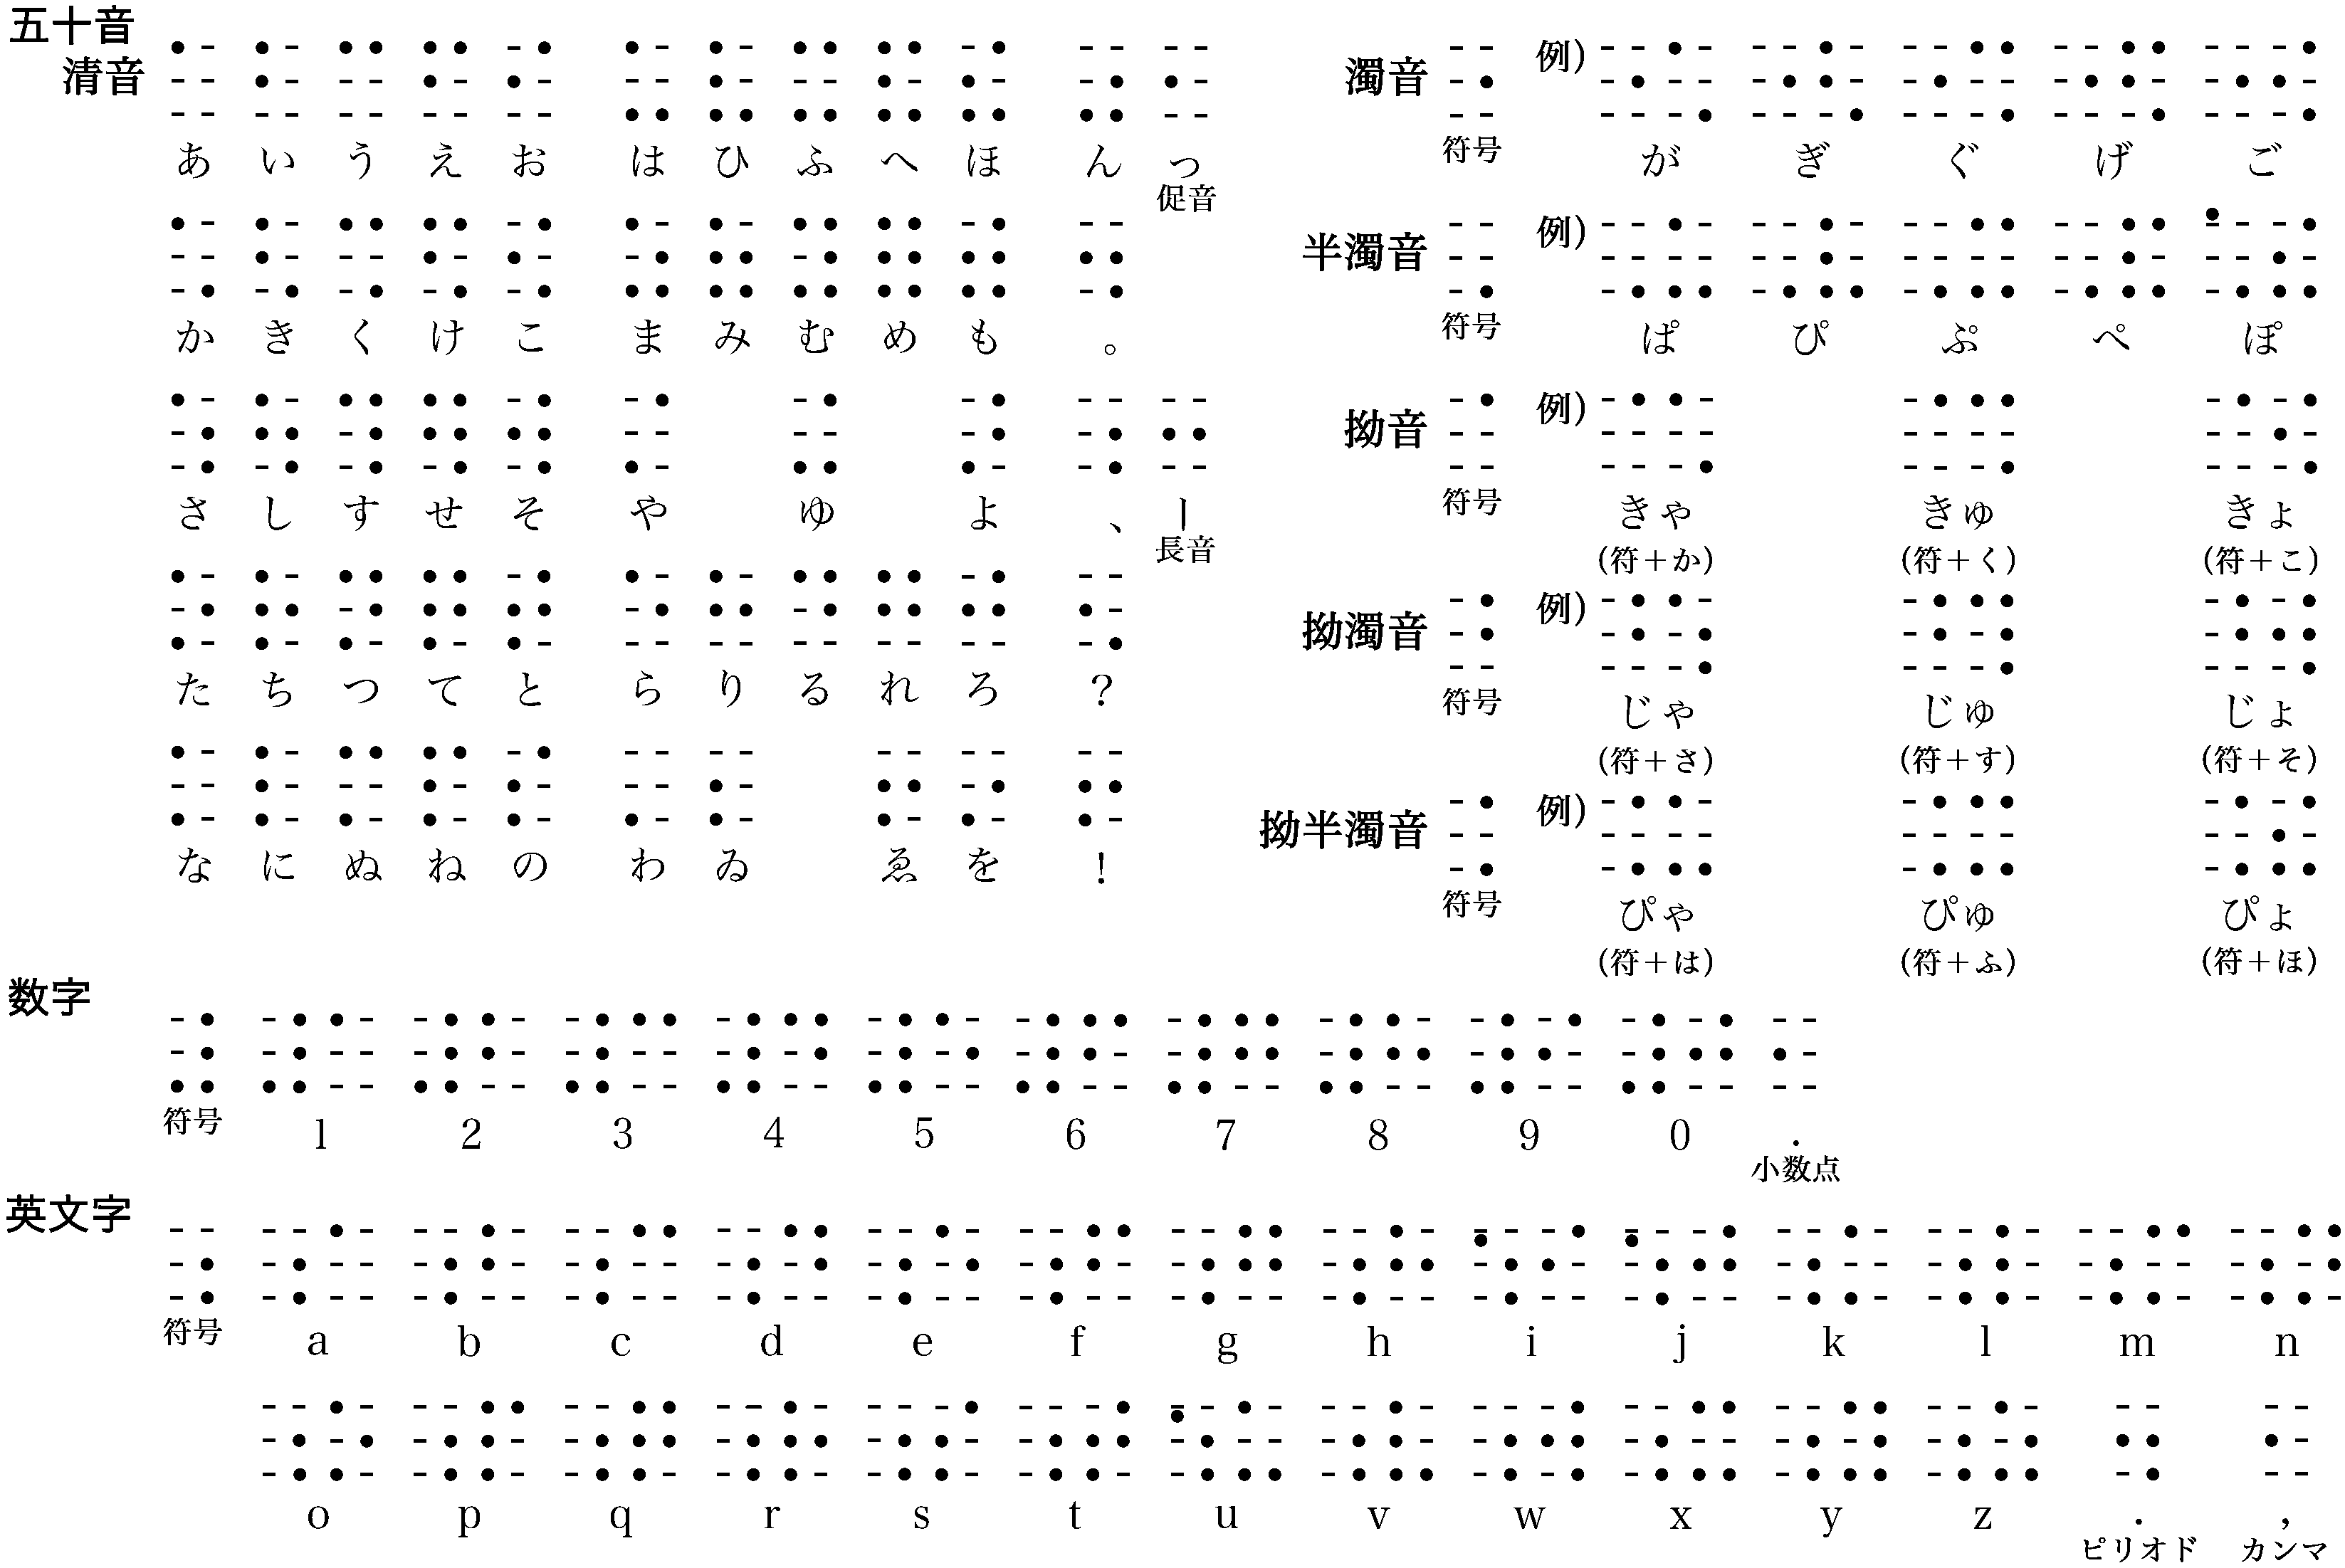 五十音
清音
あ い う え お は ひ ふ へ ほ ん っ
促音
か き く け こ ま み む め も 。
さ し す せ そ や ゆ よ 、 ー
長音
た ち つ て と ら り る れ ろ ?
な に ぬ ね の わ ゐ ゑ を !
濁音 符号 例) が ぎ ぐ げ ご
半濁音 符号 例) ぱ ぴ ぷ ぺ ぽ
拗音 符号 例) きゃ きゅ きょ
(符+か) (符+く) (符+こ)
拗濁音 符号 例) じゃ じゅ じょ
(符+さ) (符+す) (符+そ)
拗半濁音 符号 例) ぴゃ ぴゅ ぴょ
(符+は) (符+ふ) (符+ほ)
数字
符号 1 2 3 4 5 6 7 8 9 0 .
小数点
英文字
符号 a b c d e f g h i j k l m n
o p q r s t u v w x y z . ,
ピリオド カンマ